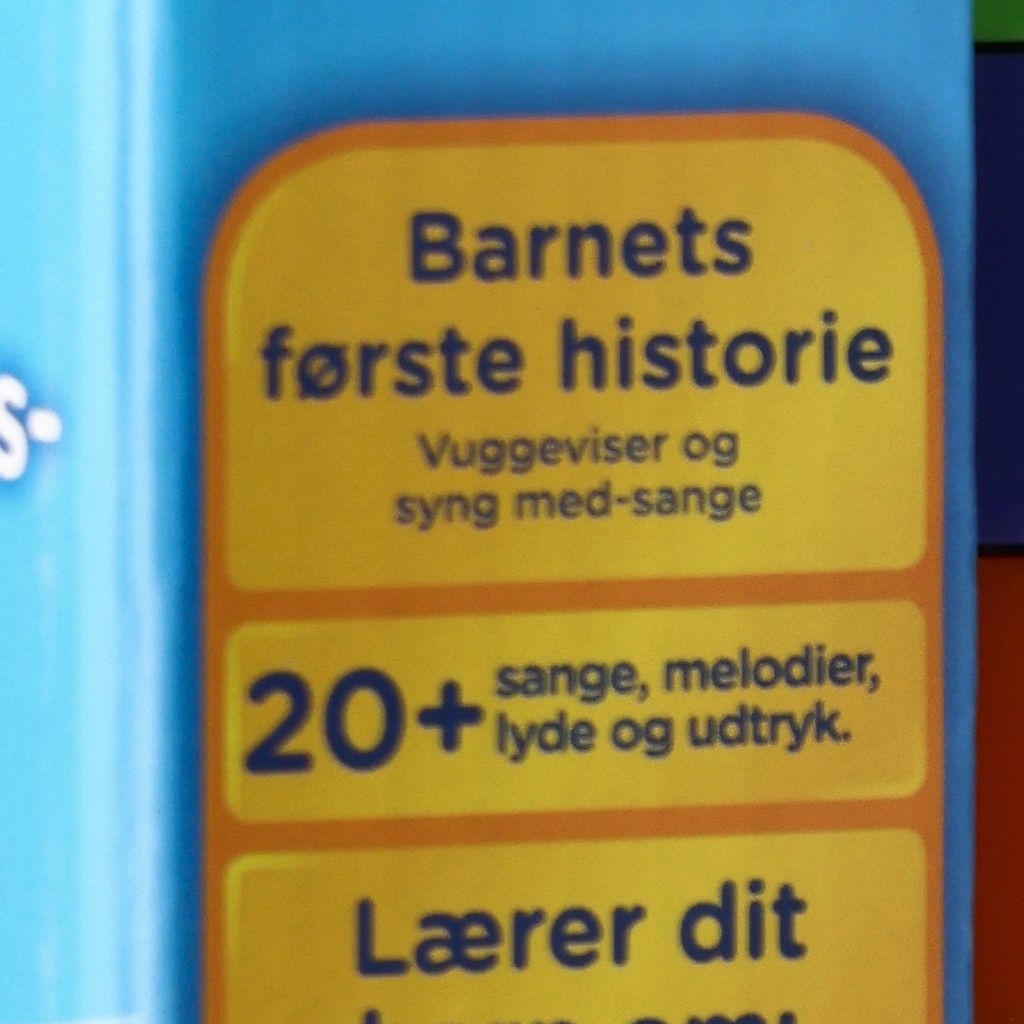 Barnets
første historie
Vuggeviser og
syng med-sange
20+ sange, melodier,
lyde og udtryk.
Lærer dit